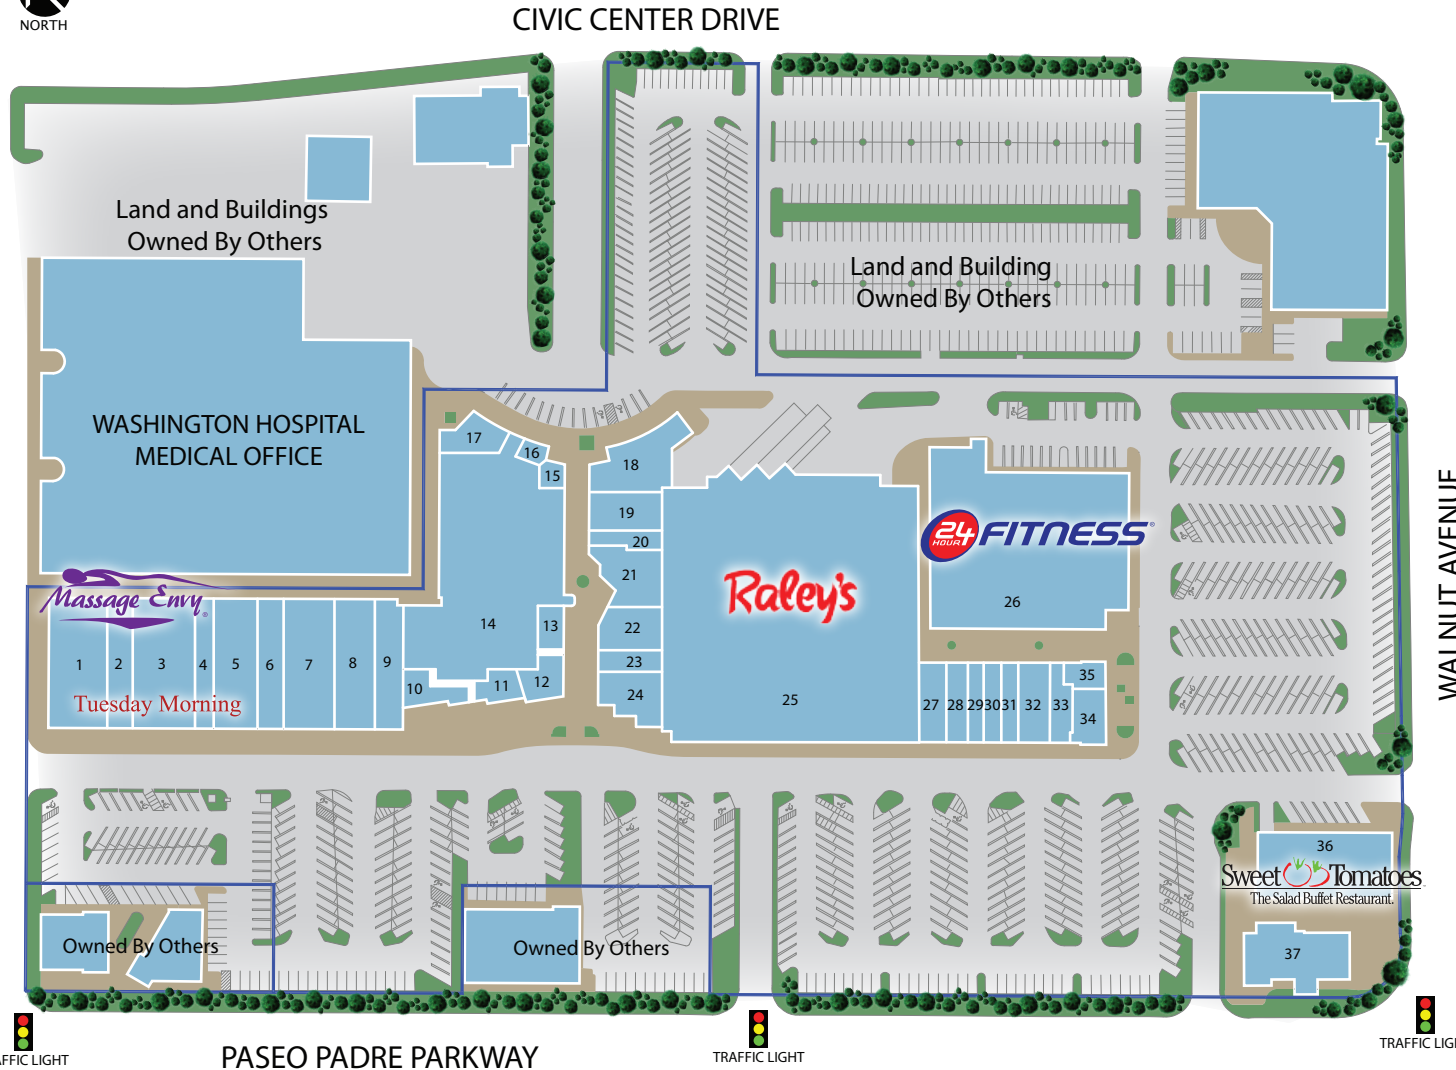 NORTH
CIVIC CENTER DRIVE
Land and Buildings
Owned By Others
Land and Building
Owned By Others
WASHINGTON HOSPITAL
MEDICAL OFFICE
WALNUT AVENUE
17
16
15
18
19
20
21
22
23
24
24
HOUR
FITNESS®
26
Raley's
25
Massage Envy®
1
2
3
4
5
6
7
8
9
Tuesday Morning
10
11
12
13
14
27
28
29
30
31
32
33
34
35
36
Sweet Tomatoes
The Salad Buffet Restaurant.
37
Owned By Others
Owned By Others
AFFIC LIGHT
PASEO PADRE PARKWAY
TRAFFIC LIGHT
TRAFFIC LIG